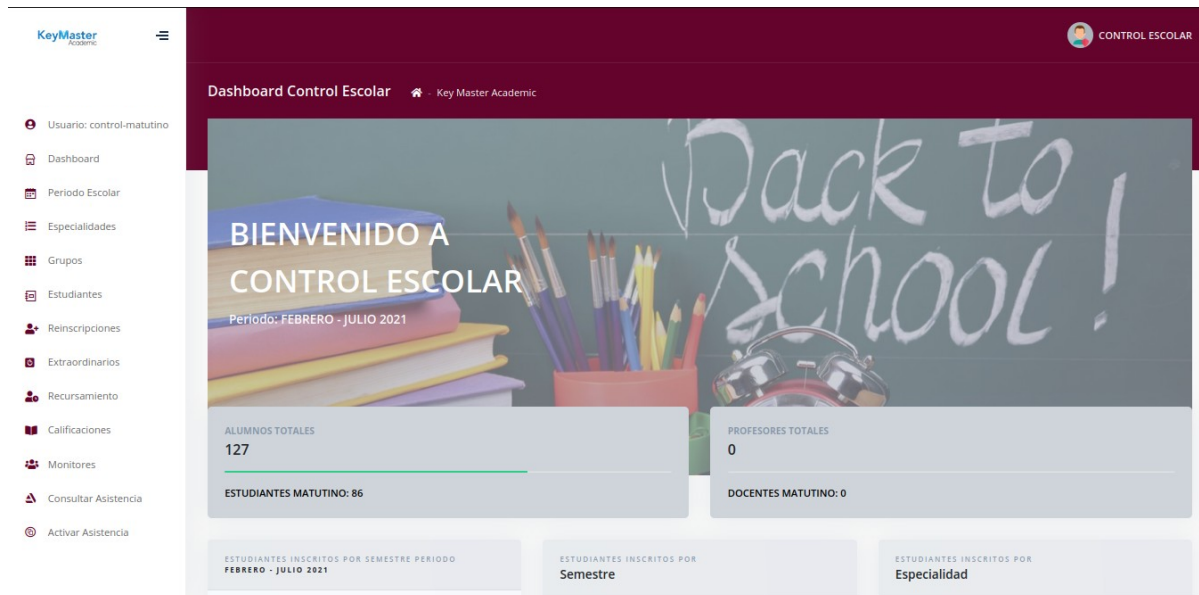 KeyMaster
Academic
CONTROL ESCOLAR
Dashboard Control Escolar - Key Master Academic
Usuario: control-matutino
Dashboard
Periodo Escolar
Especialidades
Grupos
Estudiantes
Reinscripciones
Extraordinarios
Recursamiento
Calificaciones
Monitores
Consultar Asistencia
Activar Asistencia
Back to
School!
BIENVENIDO A
CONTROL ESCOLAR
Periodo: FEBRERO - JULIO 2021
ALUMNOS TOTALES
127
ESTUDIANTES MATUTINO: 86
PROFESORES TOTALES
0
DOCENTES MATUTINO: 0
ESTUDIANTES INSCRITOS POR SEMESTRE PERIODO
FEBRERO - JULIO 2021
ESTUDIANTES INSCRITOS POR
Semestre
ESTUDIANTES INSCRITOS POR
Especialidad